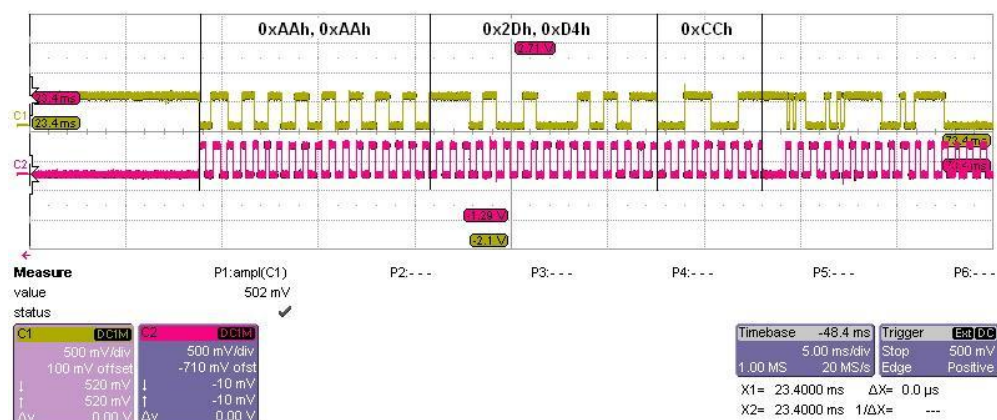 0xAAh, 0xAAh 0x2Dh, 0xD4h 0xCCh
2.71 V
23.4 ms
C1
23.4 ms
73.4 ms
C2
-1.29 V
-2.1 V
Measure P1:ampl(C1) P2:- - - P3:- - - P4:- - - P5:- - - P6:- - -
value 502 mV
status
C1 DC1M C2 DC1M
500 mV/div 500 mV/div
100 mV offset -710 mV ofst
520 mV -10 mV
520 mV -10 mV
Δy 0.00 V Δy 0.00 V
Timebase -48.4 ms Trigger Ext DC
5.00 ms/div Stop 500 mV
1.00 MS 20 MS/s Edge Positive
X1= 23.4000 ms ΔX= 0.0 µs
X2= 23.4000 ms 1/ΔX= ---